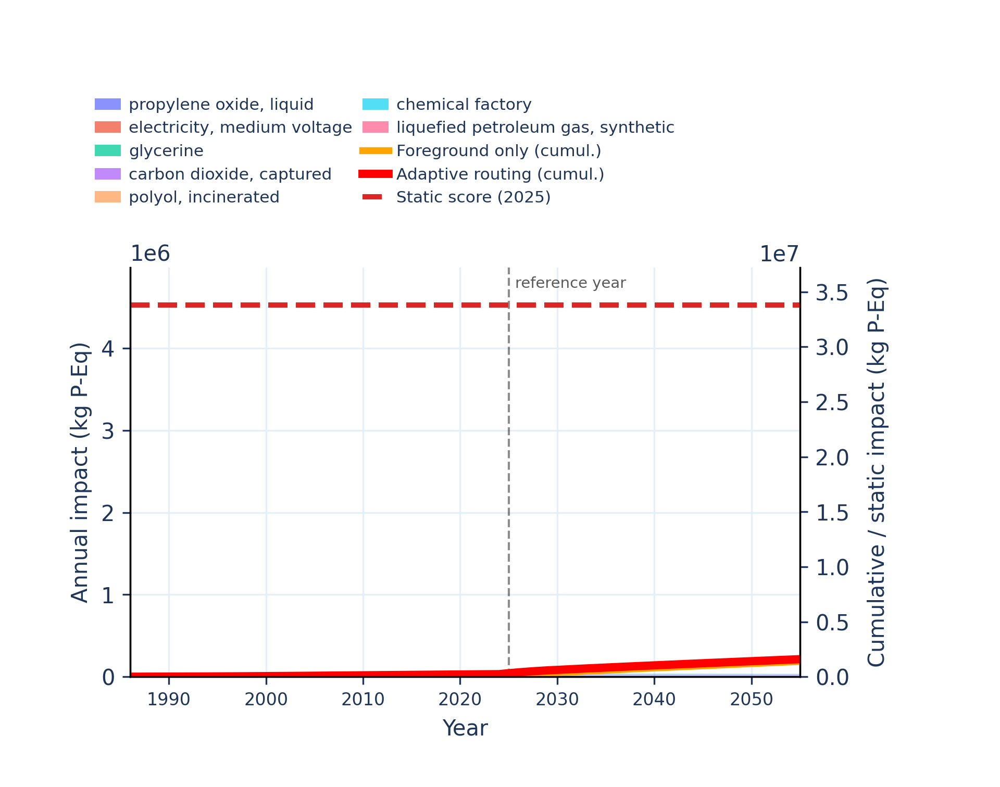 propylene oxide, liquid
electricity, medium voltage
glycerine
carbon dioxide, captured
polyol, incinerated
chemical factory
liquefied petroleum gas, synthetic
Foreground only (cumul.)
Adaptive routing (cumul.)
Static score (2025)
1e6
1e7
reference year
Annual impact (kg P-Eq)
4
3
2
1
0
3.5
3.0
2.5
2.0
1.5
1.0
0.5
0.0
Cumulative / static impact (kg P-Eq)
1990 2000 2010 2020 2030 2040 2050
Year